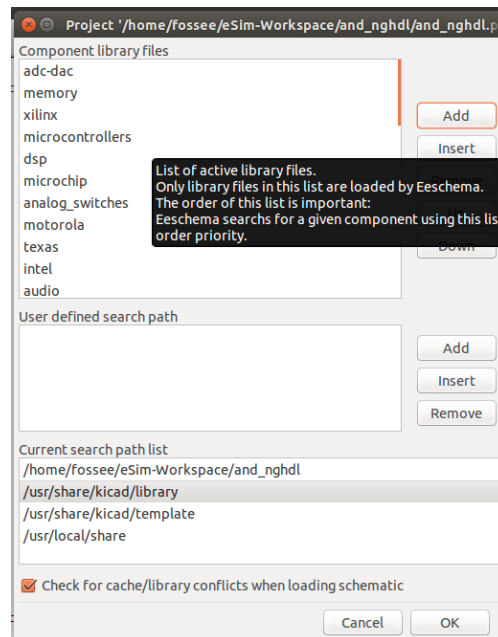 Project '/home/fossee/eSim-Workspace/and_nghdl/and_nghdl.p
Component library files
adc-dac
memory
xilinx
microcontrollers
dsp
microchip
analog_switches
motorola
texas
intel
audio
Add
Insert
Remove
Down
List of active library files.
Only library files in this list are loaded by Eeschema.
The order of this list is important:
Eeschema searchs for a given component using this lis
order priority.
User defined search path
Add
Insert
Remove
Current search path list
/home/fossee/eSim-Workspace/and_nghdl
/usr/share/kicad/library
/usr/share/kicad/template
/usr/local/share
Check for cache/library conflicts when loading schematic
Cancel
OK